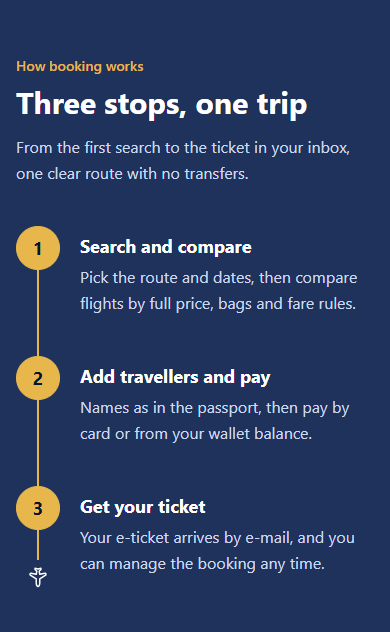 How booking works
Three stops, one trip
From the first search to the ticket in your inbox,
one clear route with no transfers.
1
Search and compare
Pick the route and dates, then compare
flights by full price, bags and fare rules.
2
Add travellers and pay
Names as in the passport, then pay by
card or from your wallet balance.
3
Get your ticket
Your e-ticket arrives by e-mail, and you
can manage the booking any time.